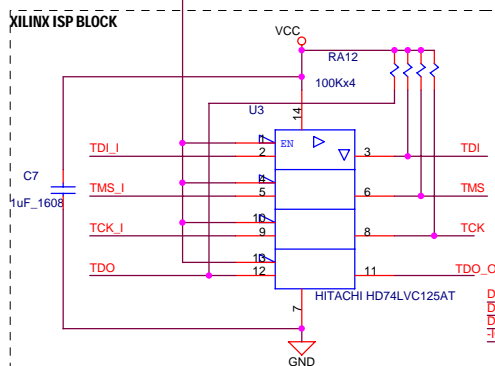 XILINX ISP BLOCK
VCC
RA12
100Kx4
U3
14
1
EN
TDI_I
2
3
TDI
C7
4
TMS_I
5
6
TMS
1uF_1608
10
TCK_I
9
8
TCK
13
TDO
12
11
TDO_O
HITACHI HD74LVC125AT
7
GND